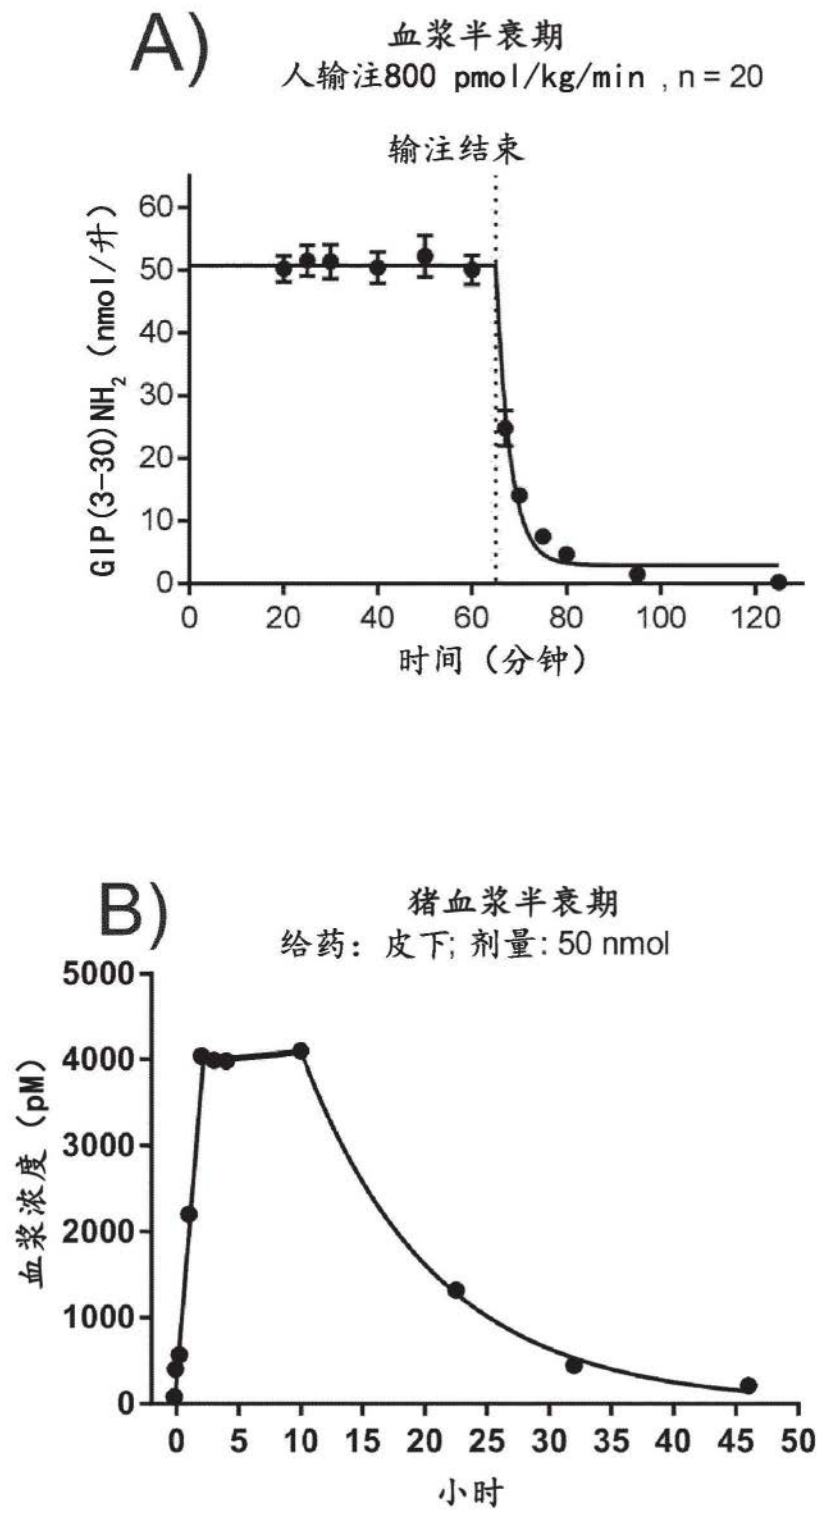 A)
血浆半衰期
人输注800 pmol/kg/min , n = 20
输注结束
GIP(3-30)NH2 (nmol/升)
60
50
40
30
20
10
0
0 20 40 60 80 100 120
时间 (分钟)
B)
猪血浆半衰期
给药: 皮下; 剂量: 50 nmol
血浆浓度 (pM)
5000
4000
3000
2000
1000
0
0 5 10 15 20 25 30 35 40 45 50
小时